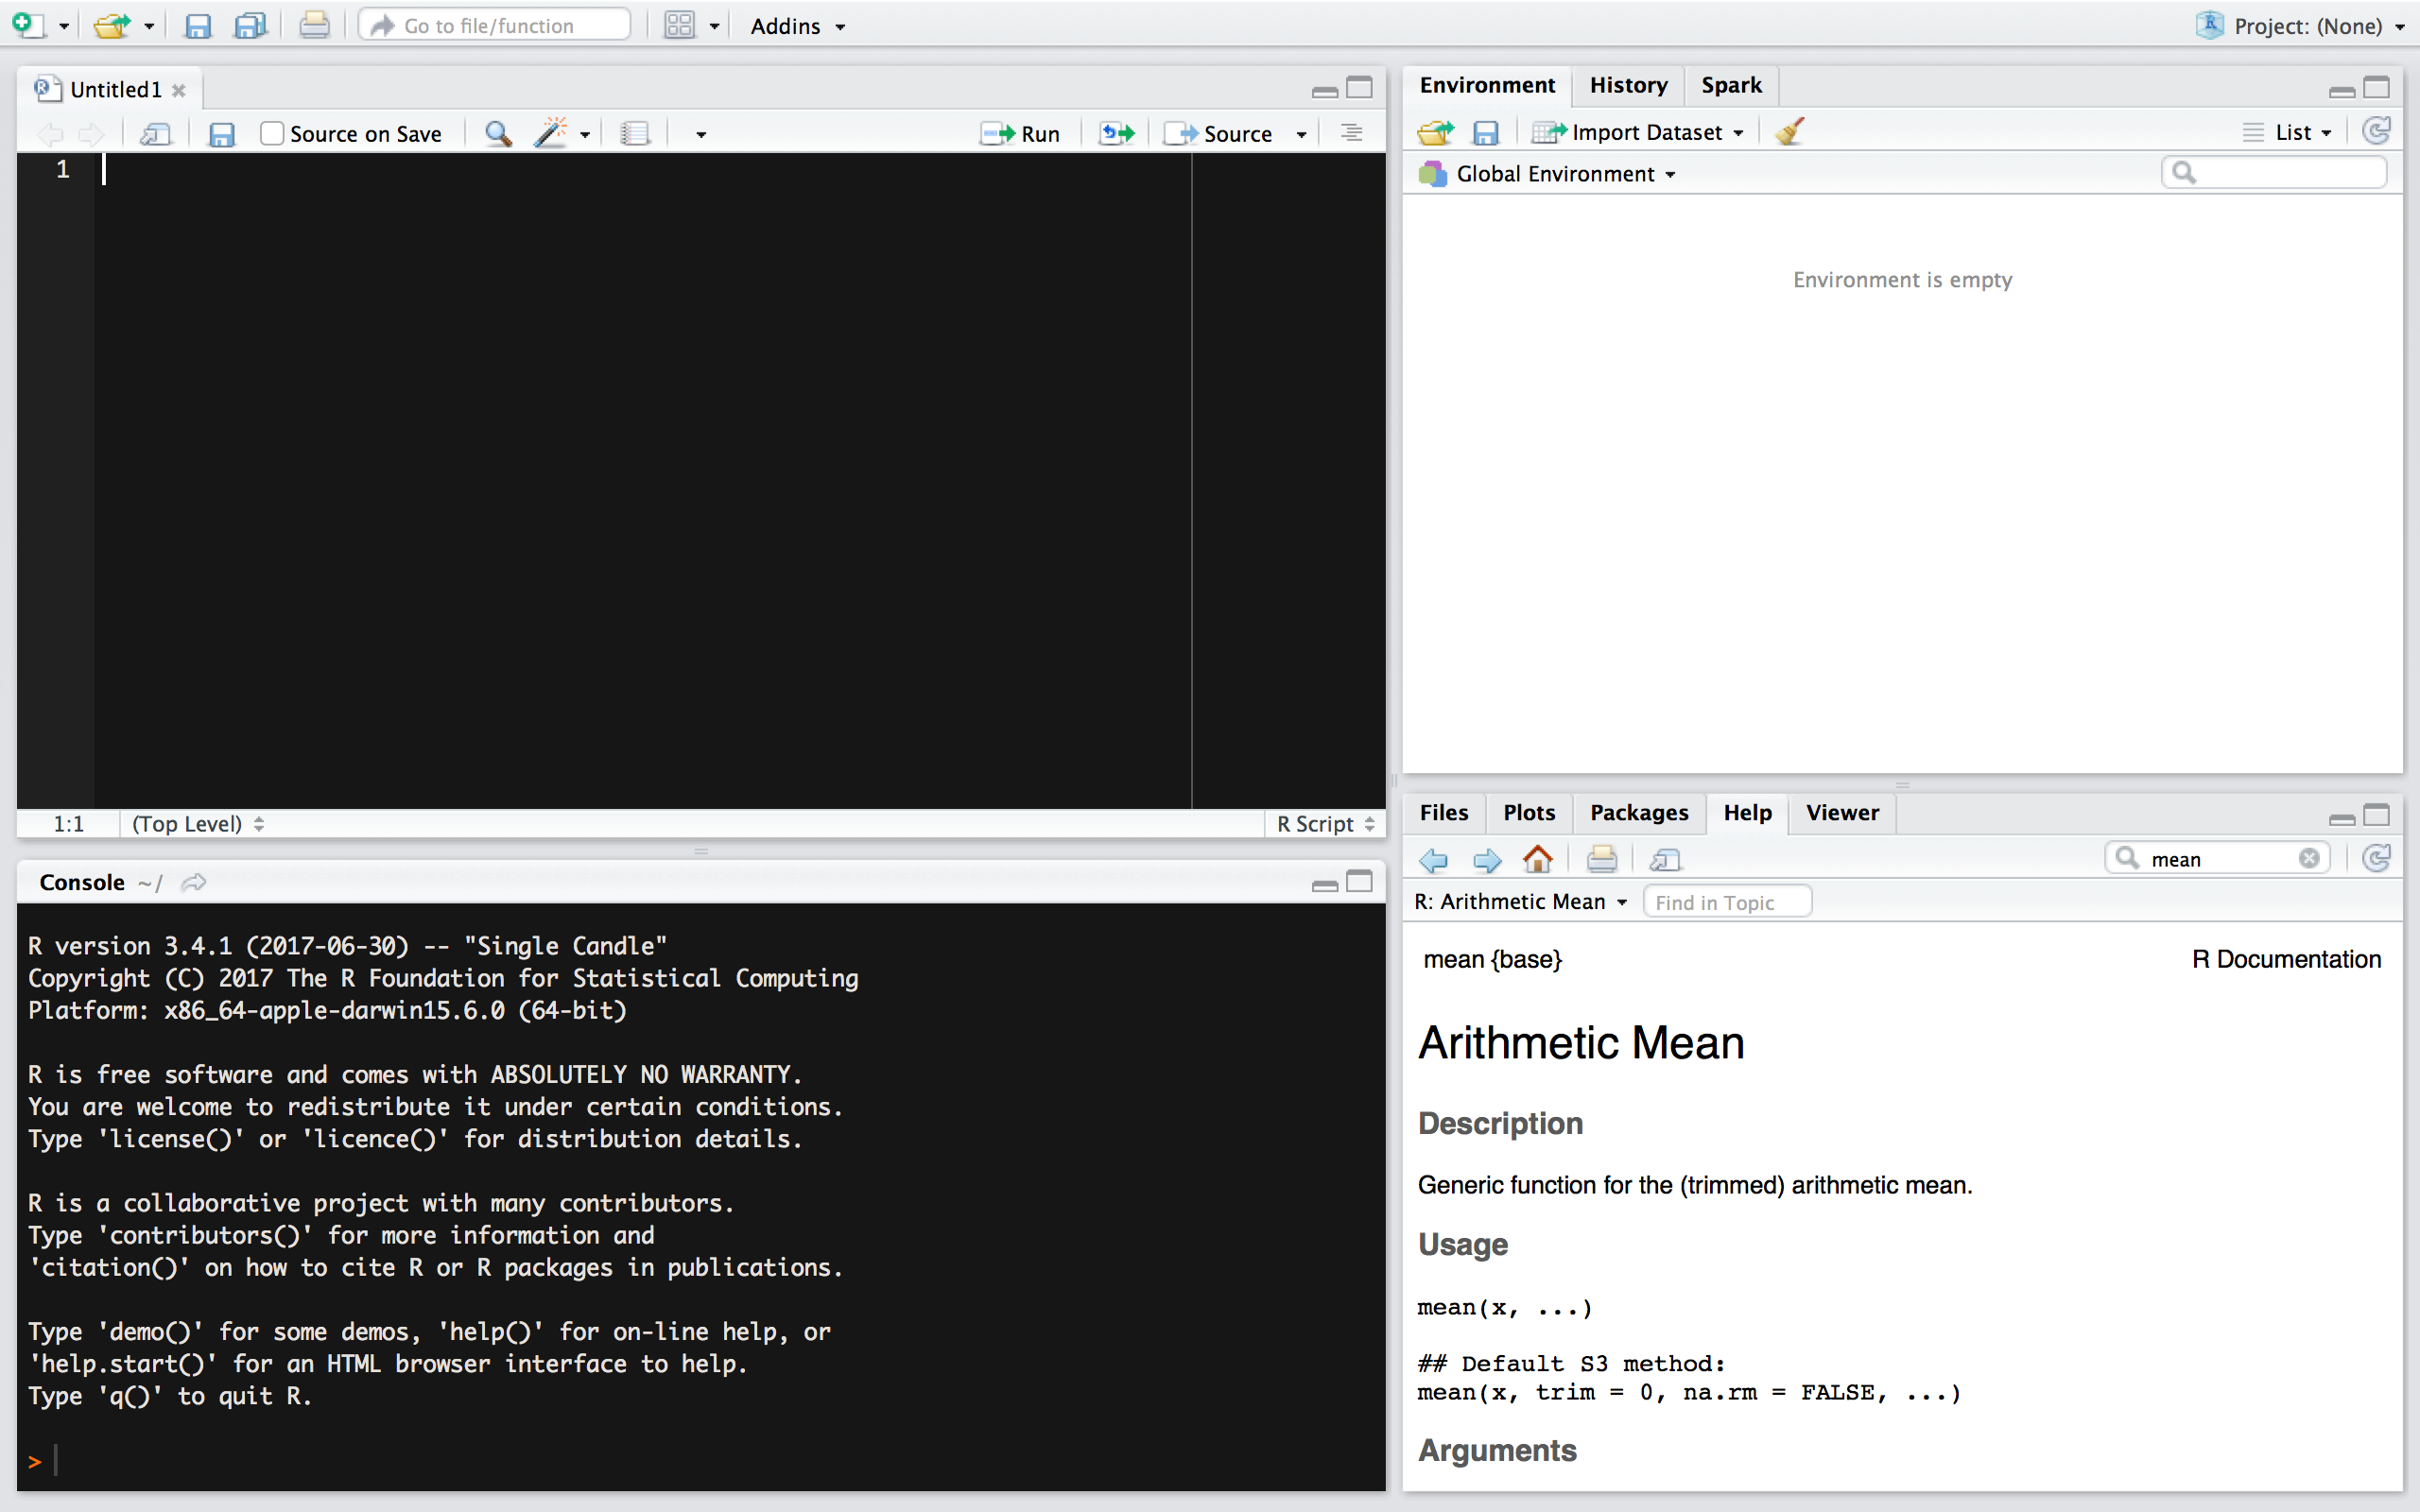 Go to file/function
Addins
Project: (None)
Untitled1
Source on Save
Run
Source
1
1:1
(Top Level)
R Script
Console ~/
R version 3.4.1 (2017-06-30) -- "Single Candle"
Copyright (C) 2017 The R Foundation for Statistical Computing
Platform: x86_64-apple-darwin15.6.0 (64-bit)
R is free software and comes with ABSOLUTELY NO WARRANTY.
You are welcome to redistribute it under certain conditions.
Type 'license()' or 'licence()' for distribution details.
R is a collaborative project with many contributors.
Type 'contributors()' for more information and
'citation()' on how to cite R or R packages in publications.
Type 'demo()' for some demos, 'help()' for on-line help, or
'help.start()' for an HTML browser interface to help.
Type 'q()' to quit R.
>
Environment History Spark
Import Dataset
List
Global Environment
Environment is empty
Files Plots Packages Help Viewer
mean
R: Arithmetic Mean
Find in Topic
mean {base}
R Documentation
Arithmetic Mean
Description
Generic function for the (trimmed) arithmetic mean.
Usage
mean(x, ...)
## Default S3 method:
mean(x, trim = 0, na.rm = FALSE, ...)
Arguments